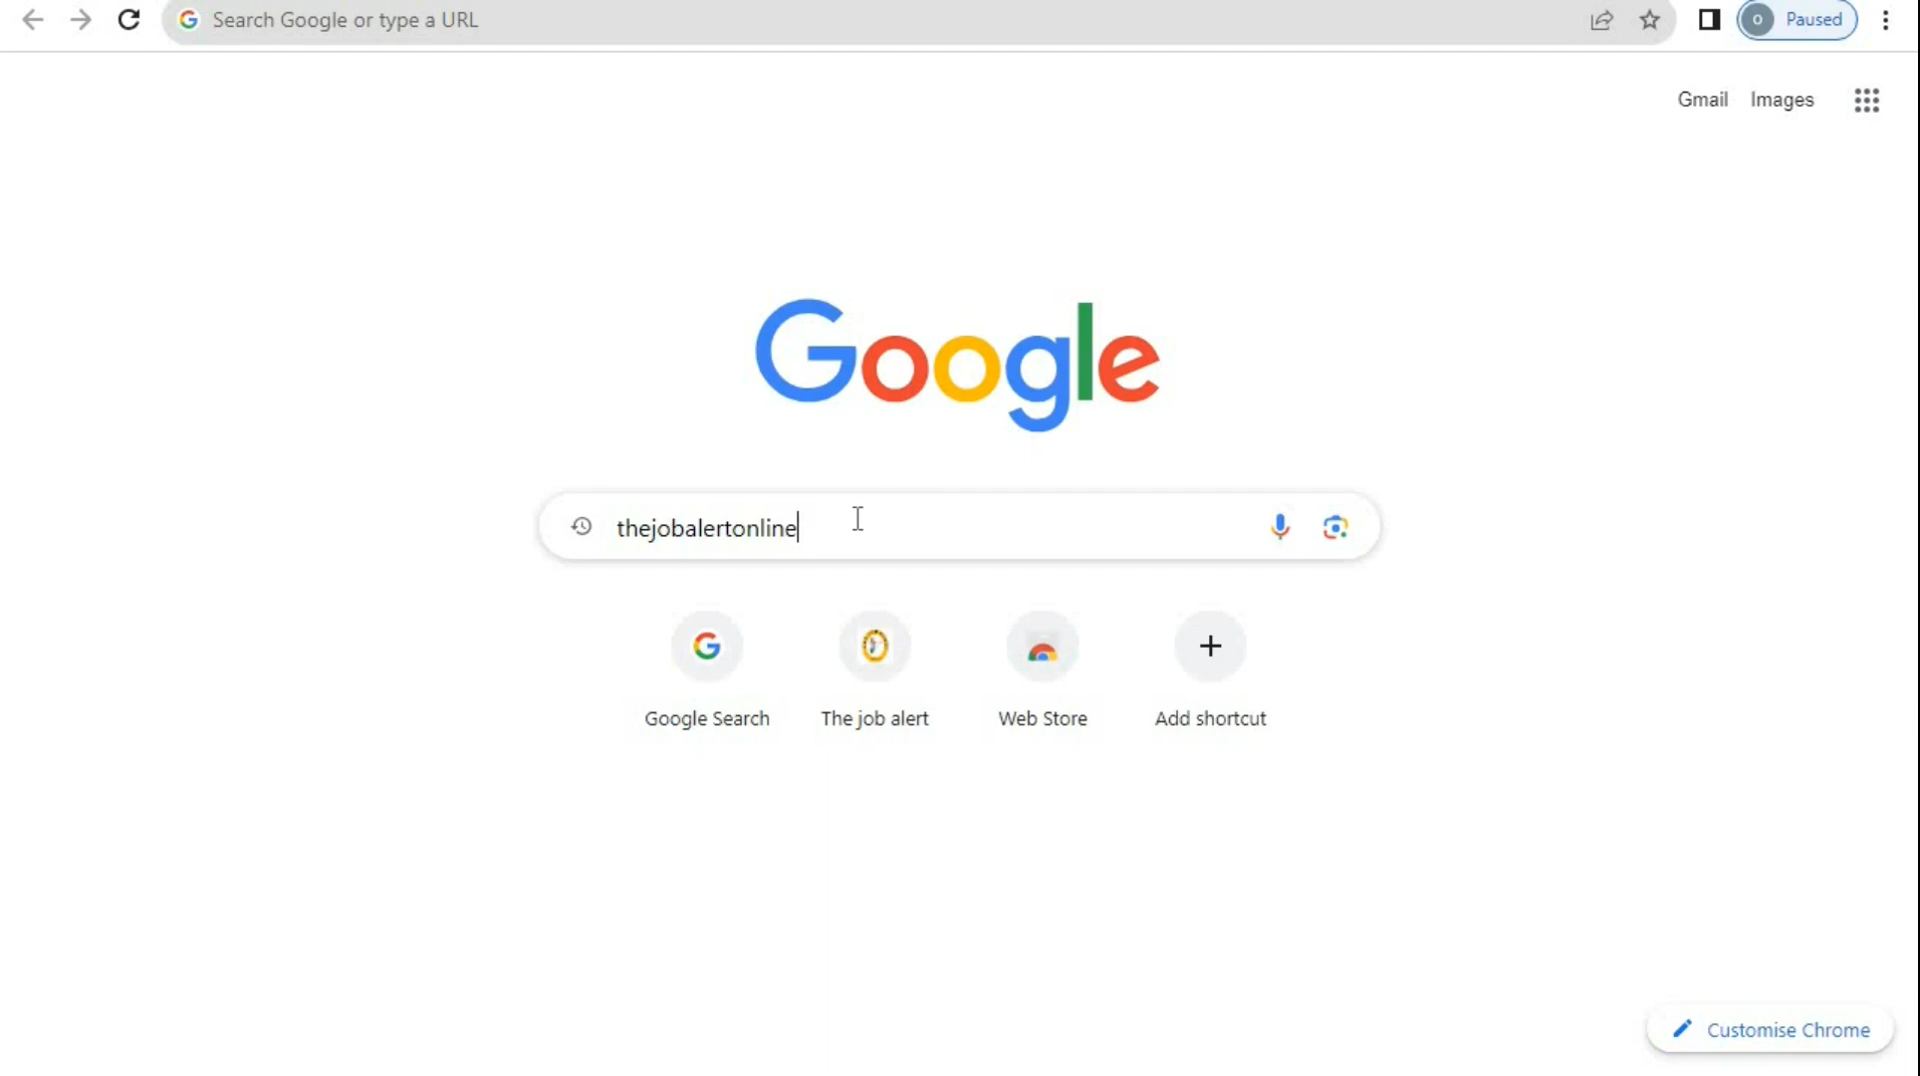 Search Google or type a URL
o Paused
Gmail Images
Google
thejobalertonline
Google Search The job alert Web Store Add shortcut
Customise Chrome